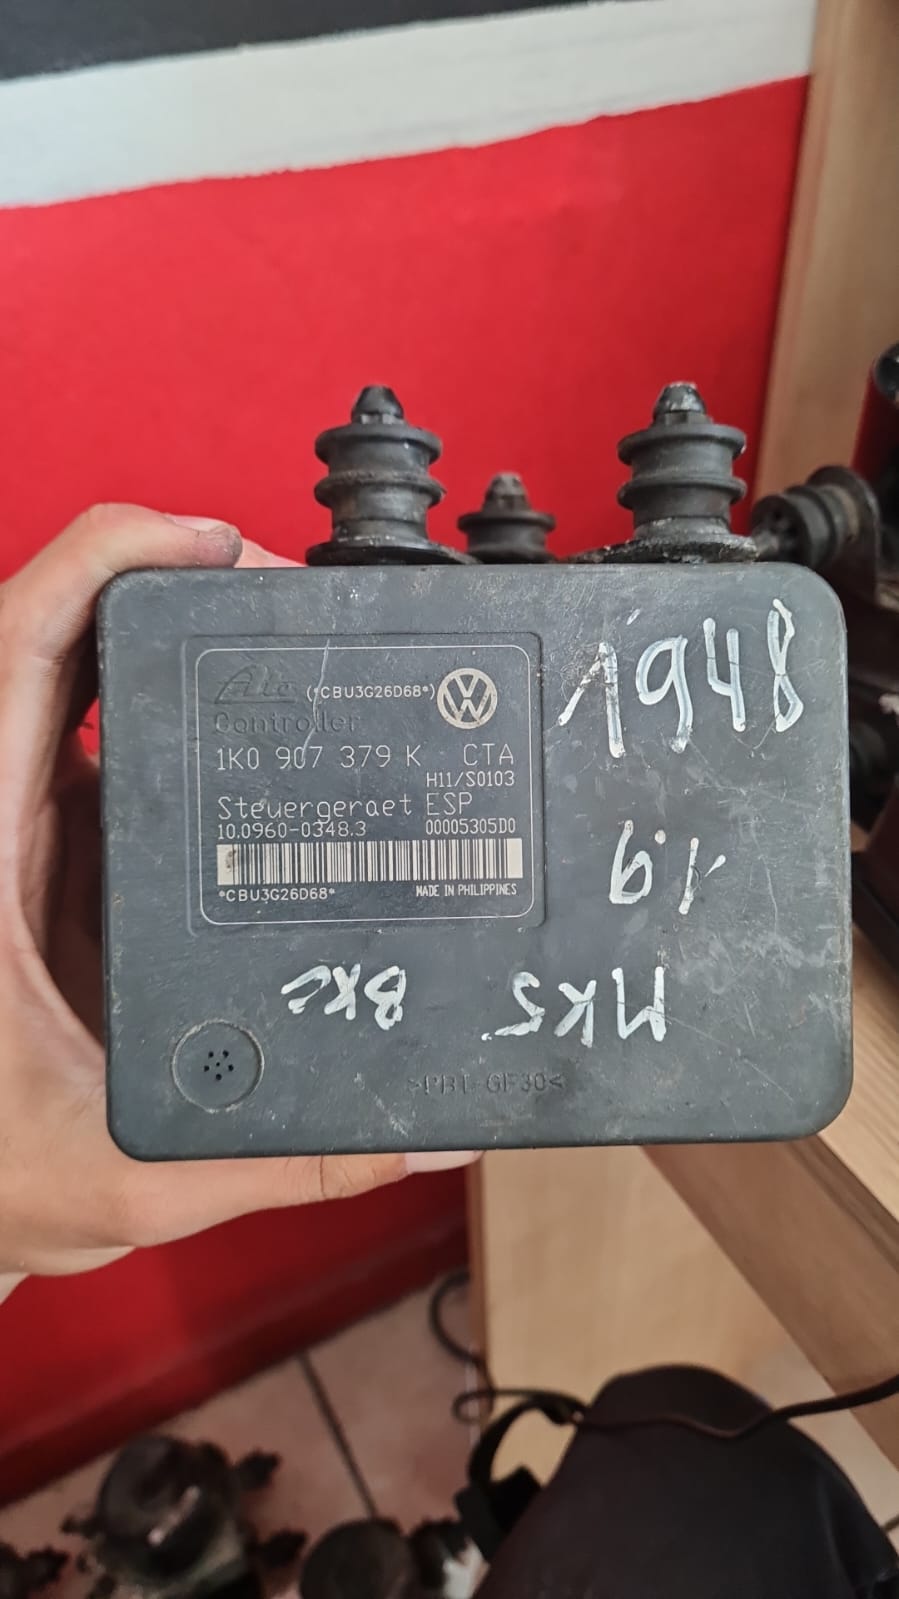 Ate (*CBU3G26D68*)
Controller
1K0 907 379 K CTA
H11/S0103
Steuergeraet ESP
10.0960-0348.3 00005305D0
*CBU3G26D68* MADE IN PHILIPPINES
1948
1.9
MK5 BKC
>PBT-GF30<